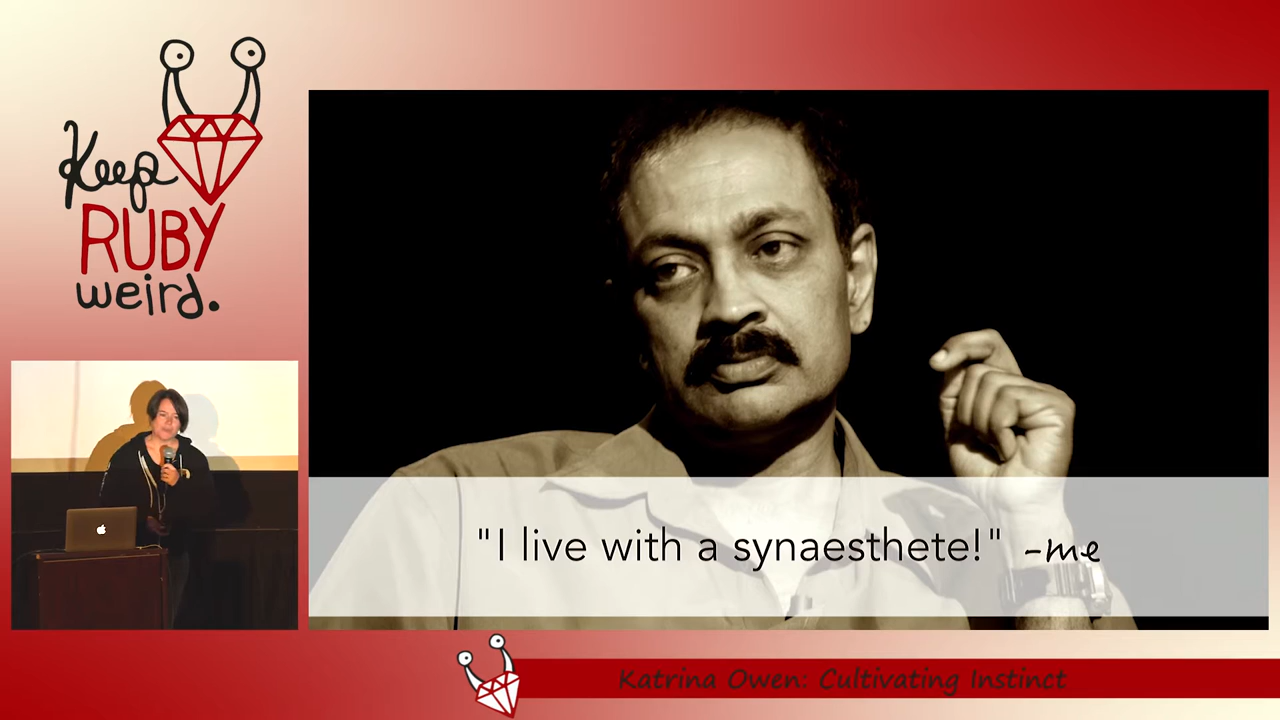 Keep
RUBY
weird.
"I live with a synaesthete!" -me
Katrina Owen: Cultivating Instinct